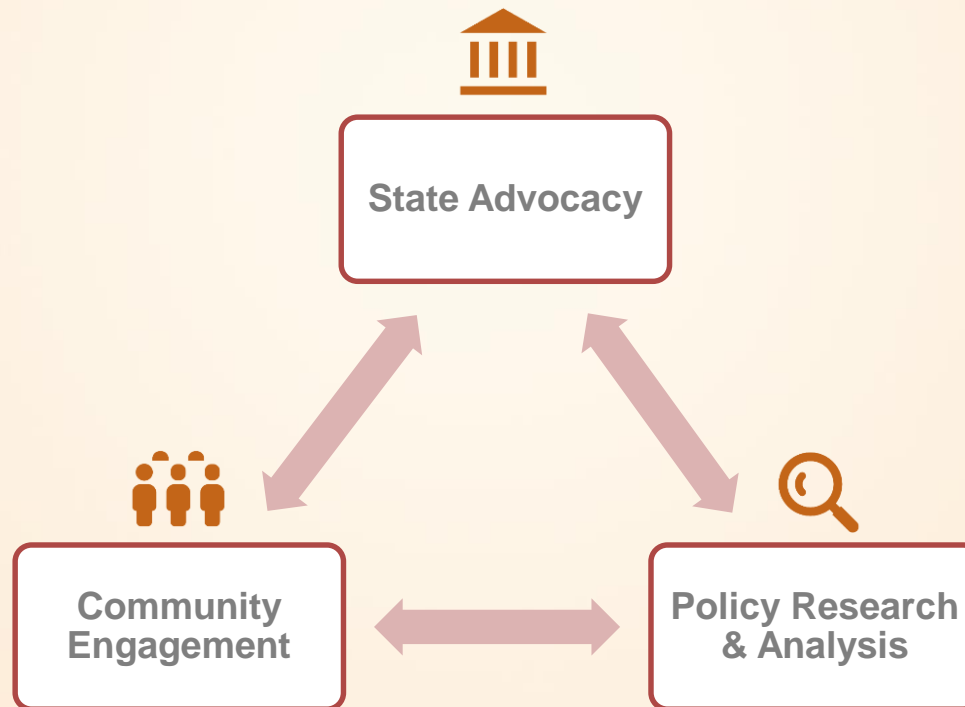 State Advocacy
Community
Engagement
Policy Research
& Analysis